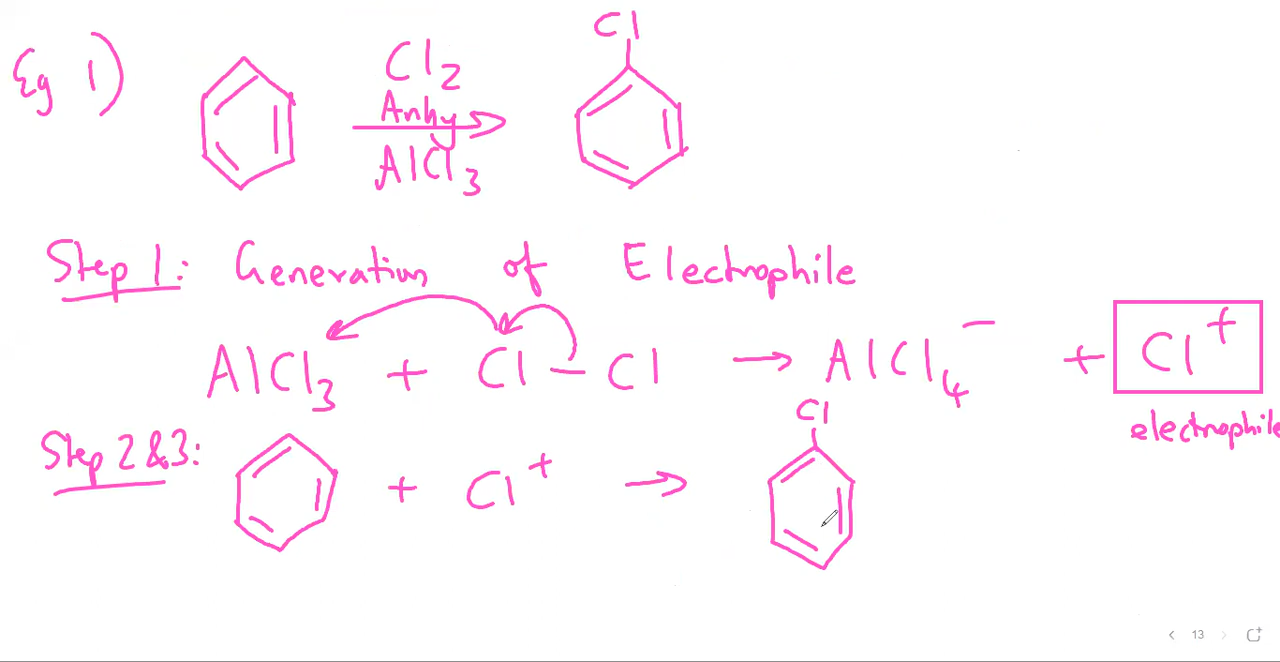 Eg 1)
Cl
Cl2
Anhy
AlCl3
Step 1: Generation of Electrophile
AlCl3 + Cl - Cl → AlCl4⁻ + Cl⁺
electrophile
Cl
Step 2&3: + Cl⁺ →
13